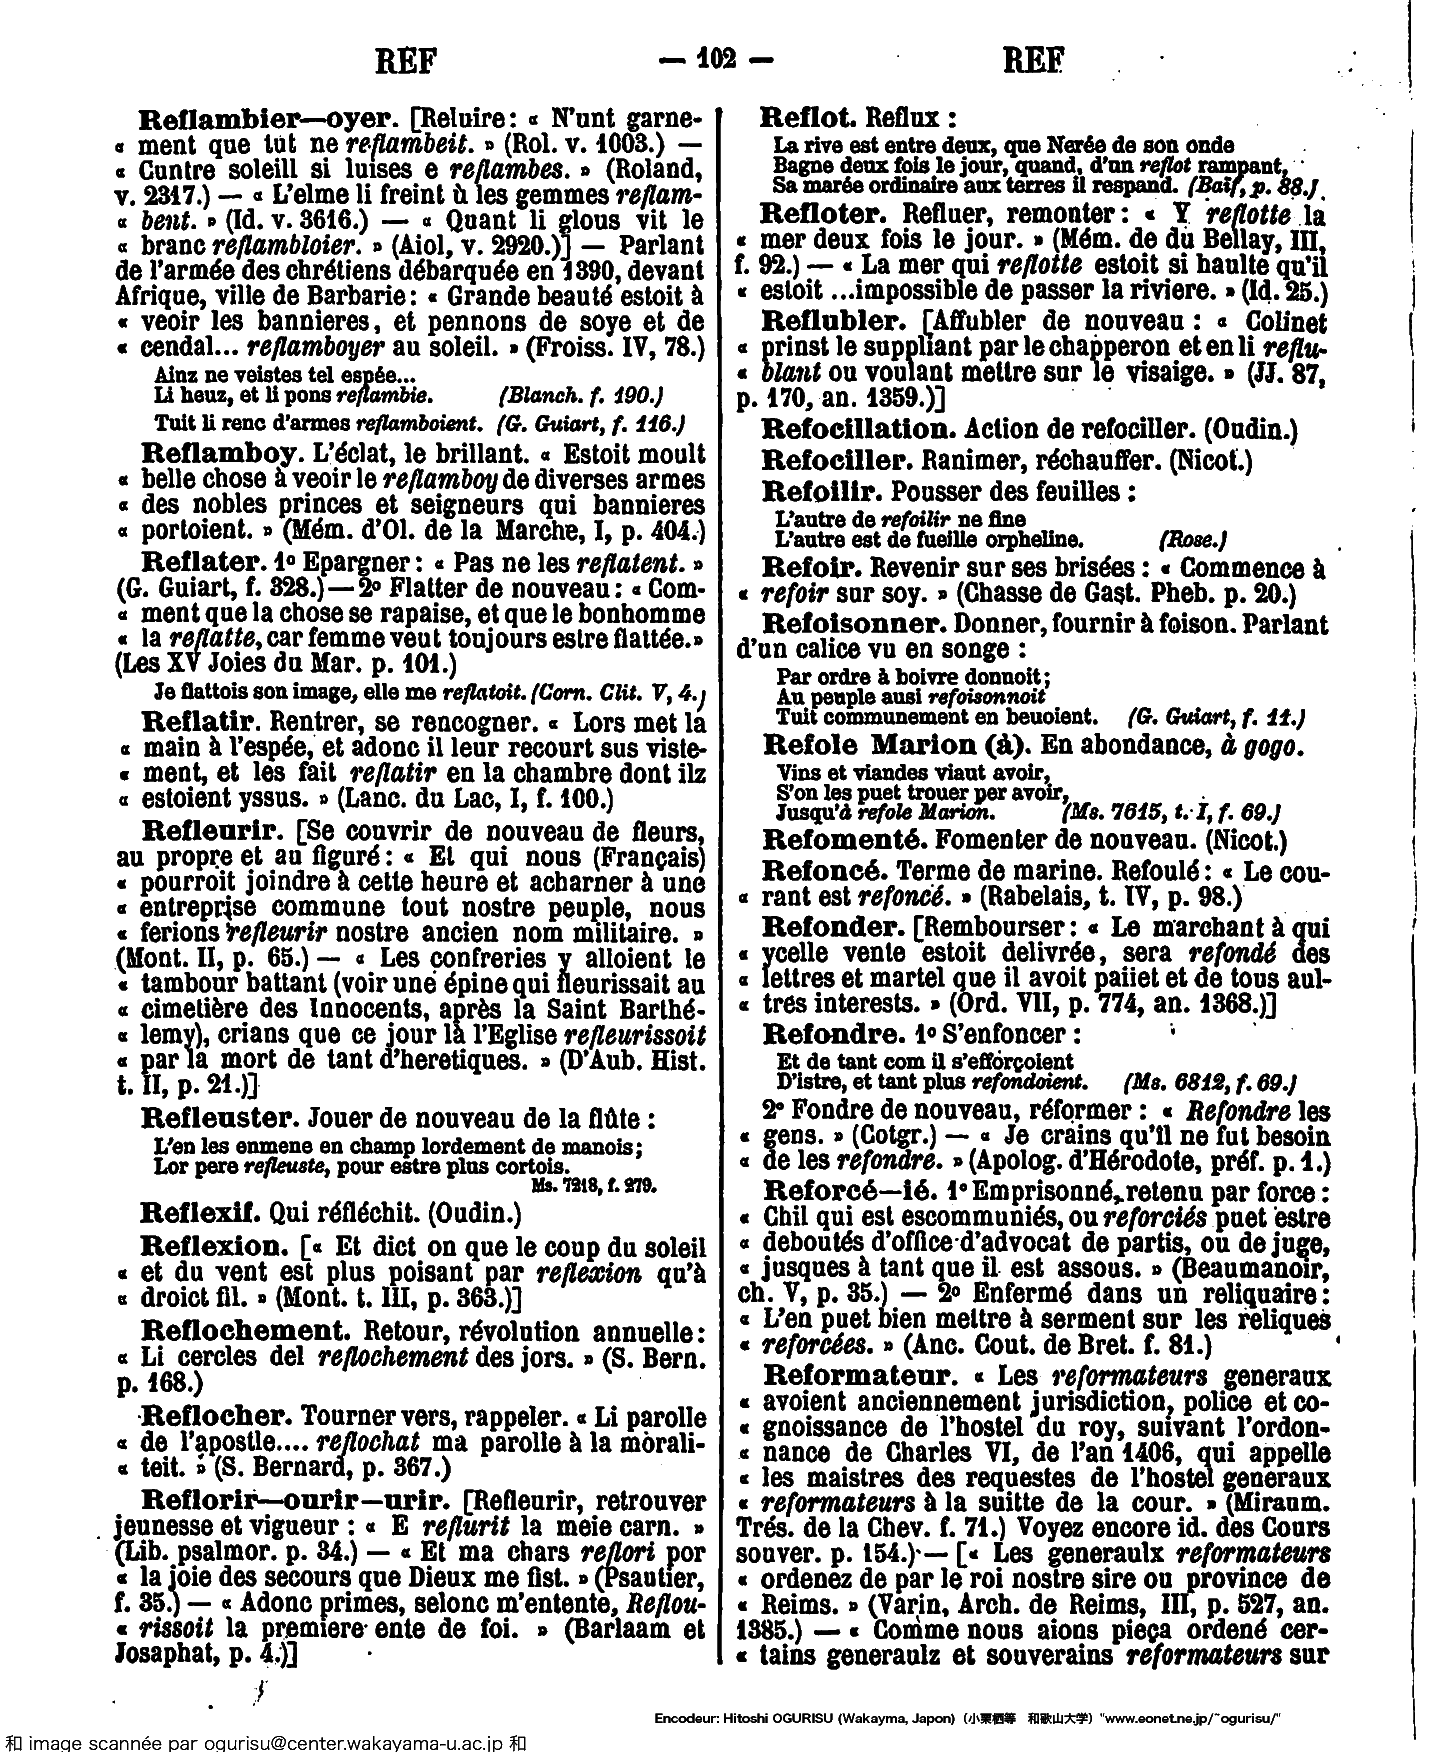 REF
— 102 —
REF
Reflambier—oyer. [Reluire : « N'unt garne-
« ment que tut ne reflambeit. » (Rol. v. 1003.) —
« Cuntre soleill si luises e reflambes. » (Roland,
v. 2317.) — « L'elme li freint ù les gemmes reflam-
« bent. » (Id. v. 3616.) — « Quant li glous vit le
« branc reflambloier. » (Aiol, v. 2920.)] — Parlant
de l'armée des chrétiens débarquée en 1390, devant
Afrique, ville de Barbarie : « Grande beauté estoit à
« veoir les bannieres, et pennons de soye et de
« cendal... reflamboyer au soleil. » (Froiss. IV, 78.)
Ainz ne veistes tel espée...
Li heuz, et li pons reflambie. (Blanch. f. 190.)
Tuit li renc d'armes reflamboient. (G. Guiart, f. 116.)
Reflamboy. L'éclat, le brillant. « Estoit moult
« belle chose à veoir le reflamboy de diverses armes
« des nobles princes et seigneurs qui bannieres
« portoient. » (Mém. d'Ol. de la Marche, I, p. 404.)
Reflater. 1º Epargner : « Pas ne les reflatent. »
(G. Guiart, f. 328.) — 2º Flatter de nouveau : « Com-
« ment que la chose se rapaise, et que le bonhomme
« la reflatte, car femme veut toujours estre flattée.»
(Les XV Joies du Mar. p. 101.)
Je flattois son image, elle me reflatoit. (Corn. Clit. V, 4.)
Reflatir. Rentrer, se rencogner. « Lors met la
« main à l'espée, et adonc il leur recourt sus viste-
« ment, et les fait reflatir en la chambre dont ilz
« estoient yssus. » (Lanc. du Lac, I, f. 100.)
Refleurir. [Se couvrir de nouveau de fleurs,
au propre et au figuré : « Et qui nous (Français)
« pourroit joindre à cette heure et acharner à une
« entreprise commune tout nostre peuple, nous
« ferions refleurir nostre ancien nom militaire. »
(Mont. II, p. 65.) — « Les confreries y alloient le
« tambour battant (voir une épine qui fleurissait au
« cimetière des Innocents, après la Saint Barthé-
« lemy), crians que ce jour là l'Eglise refleurissoit
« par la mort de tant d'heretiques. » (D'Aub. Hist.
t. II, p. 21.)]
Refleuster. Jouer de nouveau de la flûte :
L'en les enmene en champ lordement de manois;
Lor pere refleuste, pour estre plus cortois.
Ms. 7218, f. 279.
Reflexif. Qui réfléchit. (Oudin.)
Reflexion. [« Et dict on que le coup du soleil
« et du vent est plus poisant par reflexion qu'à
« droict fil. » (Mont. t. III, p. 363.)]
Reflochement. Retour, révolution annuelle :
« Li cercles del reflochement des jors. » (S. Bern.
p. 168.)
Reflocher. Tourner vers, rappeler. « Li parolle
« de l'apostle.... reflochat ma parolle à la morali-
« teit. » (S. Bernard, p. 367.)
Reflorir—ourir—urir. [Refleurir, retrouver
jeunesse et vigueur : « E reflurit la meie carn. »
(Lib. psalmor. p. 34.) — « Et ma chars reflori por
« la joie des secours que Dieux me fist. » (Psautier,
f. 35.) — « Adonc primes, selonc m'entente, Reflou-
« rissoit la premiere ente de foi. » (Barlaam et
Josaphat, p. 4.)]
Reflot. Reflux :
La rive est entre deux, que Nerée de son onde
Bagne deux fois le jour, quand, d'un reflot rampant,
Sa marée ordinaire aux terres il respand. (Baïf, p. 88.)
Refloter. Refluer, remonter : « Y reflotte la
« mer deux fois le jour. » (Mém. de du Bellay, III,
f. 92.) — « La mer qui reflotte estoit si haulte qu'il
« estoit ...impossible de passer la riviere. » (Id. 25.)
Reflubler. [Affubler de nouveau : « Colinet
« prinst le suppliant par le chapperon et en li reflu-
« blant ou voulant mettre sur le visaige. » (JJ. 87,
p. 170, an. 1359.)]
Refocillation. Action de refociller. (Oudin.)
Refociller. Ranimer, réchauffer. (Nicot.)
Refoilir. Pousser des feuilles :
L'autre de refoilir ne fine
L'autre est de fueille orpheline. (Rose.)
Refoir. Revenir sur ses brisées : « Commence à
« refoir sur soy. » (Chasse de Gast. Pheb. p. 20.)
Refoisonner. Donner, fournir à foison. Parlant
d'un calice vu en songe :
Par ordre à boivre donnoit;
Au peuple ausi refoisonnoit
Tuit communement en beuoient. (G. Guiart, f. 11.)
Refole Marion (à). En abondance, à gogo.
Vins et viandes viaut avoir,
S'on les puet trouer per avoir,
Jusqu'à refole Marion. (Ms. 7615, t. I, f. 69.)
Refomenté. Fomenter de nouveau. (Nicot.)
Refoncé. Terme de marine. Refoulé : « Le cou-
« rant est refoncé. » (Rabelais, t. IV, p. 98.)
Refonder. [Rembourser : « Le marchant à qui
« ycelle vente estoit delivrée, sera refondé des
« lettres et martel que il avoit paiiet et de tous aul-
« tres interests. » (Ord. VII, p. 774, an. 1368.)]
Refondre. 1º S'enfoncer :
Et de tant com il s'efforçoient
D'istre, et tant plus refondoient. (Ms. 6812, f. 69.)
2º Fondre de nouveau, réformer : « Refondre les
« gens. » (Cotgr.) — « Je crains qu'il ne fut besoin
« de les refondre. » (Apolog. d'Hérodote, préf. p. 1.)
Reforcé—ié. 1º Emprisonné, retenu par force :
« Chil qui est escommuniés, ou reforciés puet estre
« deboutés d'office d'advocat de partis, ou de juge,
« jusques à tant que il est assous. » (Beaumanoir,
ch. V, p. 35.) — 2º Enfermé dans un reliquaire :
« L'en puet bien mettre à serment sur les reliques
« reforcées. » (Anc. Cout. de Bret. f. 81.)
Reformateur. « Les reformateurs generaux
« avoient anciennement jurisdiction, police et co-
« gnoissance de l'hostel du roy, suivant l'ordon-
« nance de Charles VI, de l'an 1406, qui appelle
« les maistres des requestes de l'hostel generaux
« reformateurs à la suitte de la cour. » (Miraum.
Trés. de la Chev. f. 71.) Voyez encore id. des Cours
souver. p. 154.) — [« Les generaulx reformateurs
« ordenez de par le roi nostre sire ou province de
« Reims. » (Varin, Arch. de Reims, III, p. 527, an.
1385.) — « Comme nous aions pieça ordené cer-
« tains generaulz et souverains reformateurs sur
Encodeur: Hitoshi OGURISU (Wakayma, Japon) (小栗栖等 和歌山大学) "www.eonet.ne.jp/~ogurisu/"
和 image scannée par ogurisu@center.wakayama-u.ac.jp 和